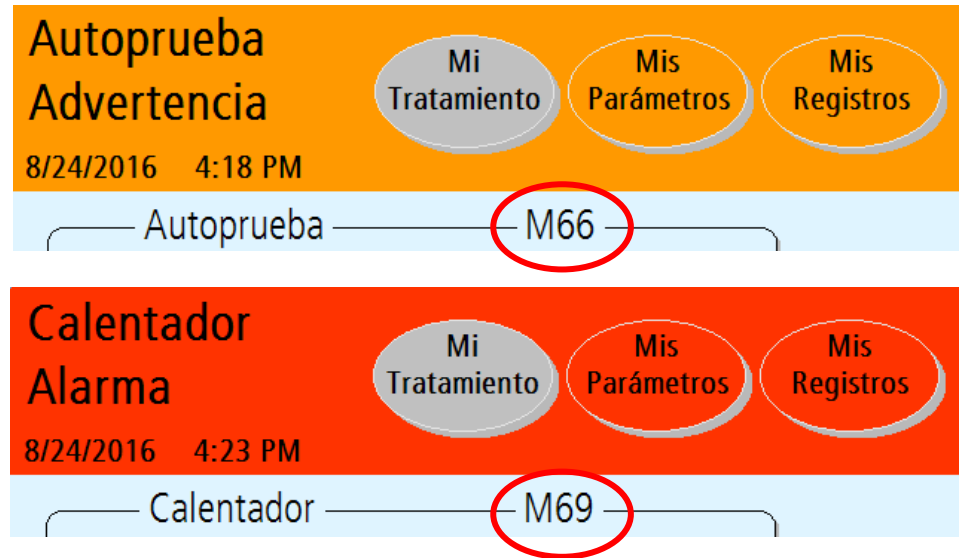 Autoprueba
Advertencia
Mi
Tratamiento
Mis
Parámetros
Mis
Registros
8/24/2016 4:18 PM
Autoprueba M66
Calentador
Alarma
Mi
Tratamiento
Mis
Parámetros
Mis
Registros
8/24/2016 4:23 PM
Calentador M69